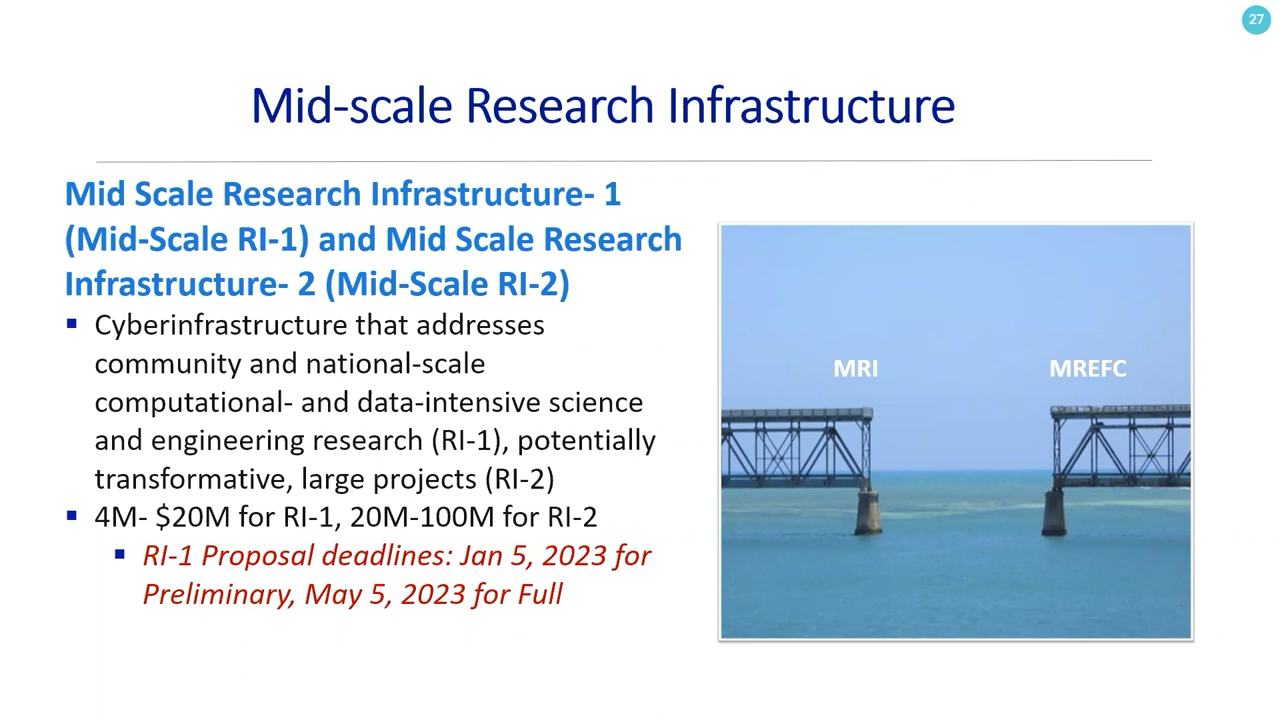 27
Mid-scale Research Infrastructure
Mid Scale Research Infrastructure- 1
(Mid-Scale RI-1) and Mid Scale Research
Infrastructure- 2 (Mid-Scale RI-2)
▪ Cyberinfrastructure that addresses
community and national-scale
computational- and data-intensive science
and engineering research (RI-1), potentially
transformative, large projects (RI-2)
▪ 4M- $20M for RI-1, 20M-100M for RI-2
▪ RI-1 Proposal deadlines: Jan 5, 2023 for
Preliminary, May 5, 2023 for Full
MRI
MREFC